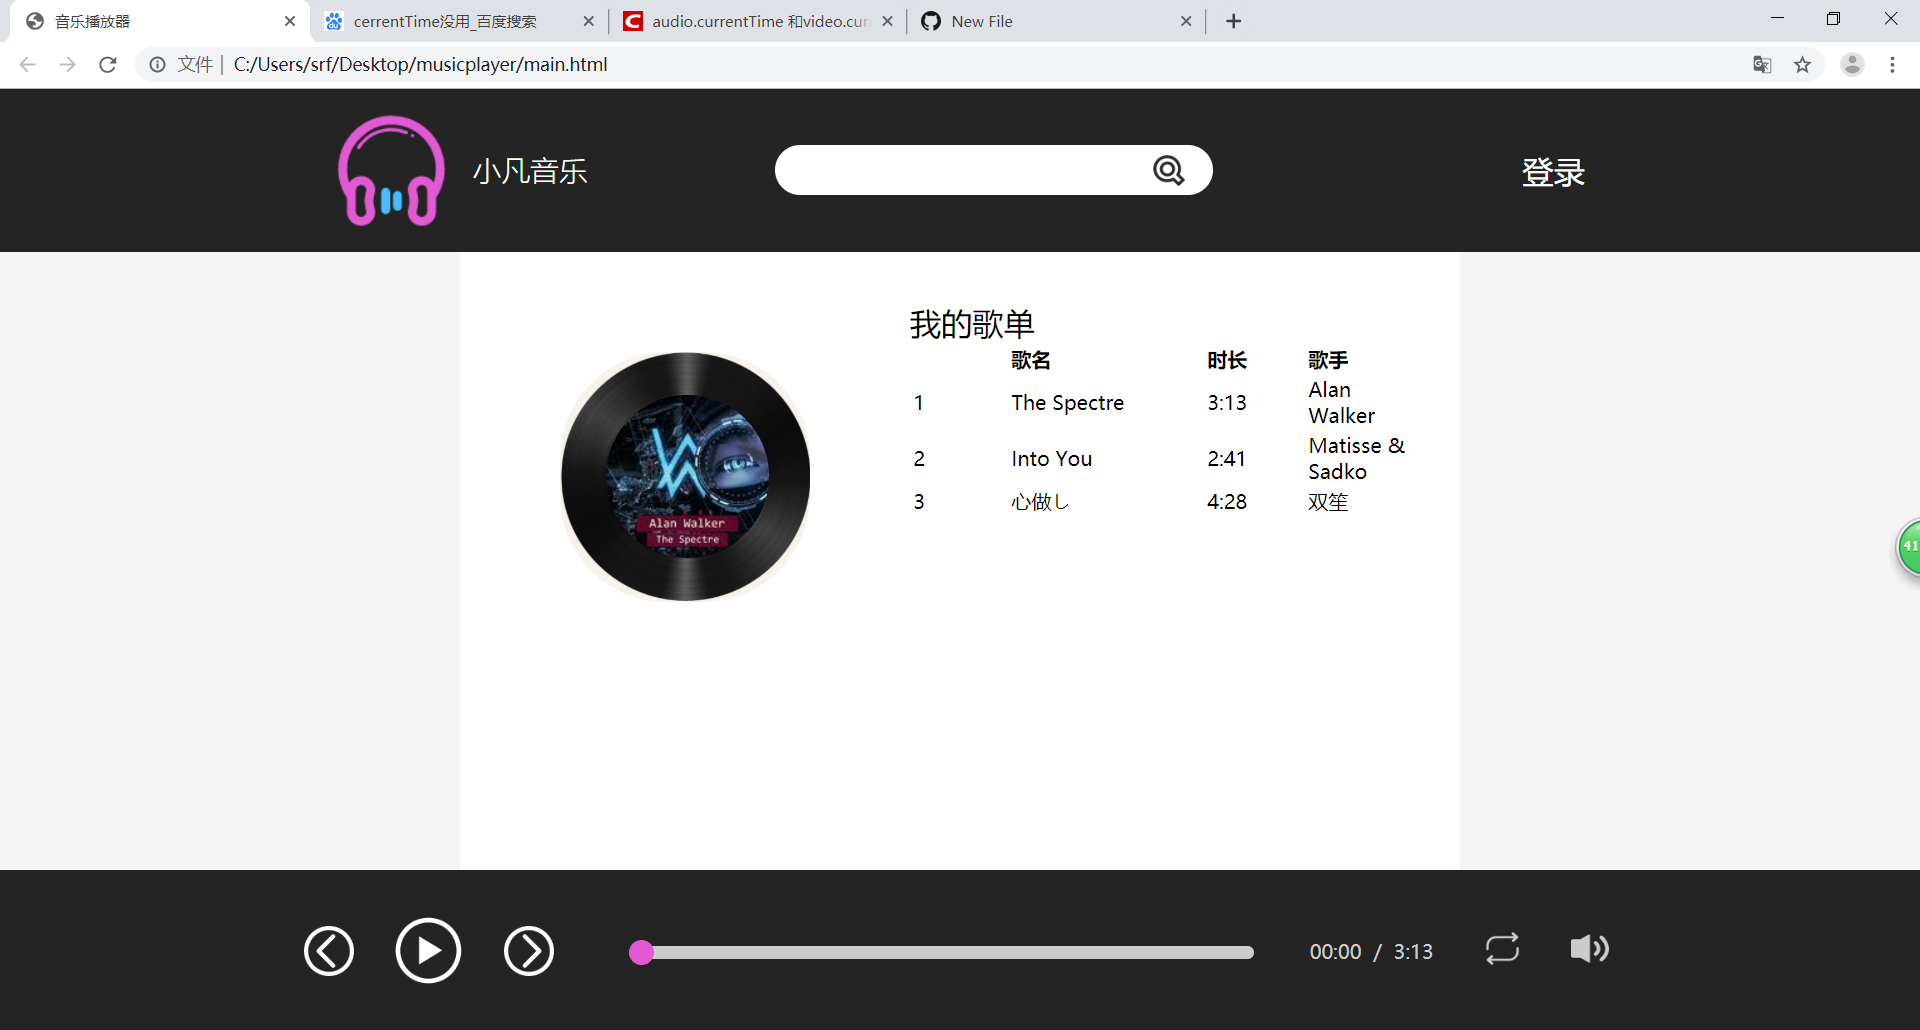 音乐播放器
cerrentTime没用_百度搜索
audio.currentTime 和video.cur
New File
文件 | C:/Users/srf/Desktop/musicplayer/main.html
小凡音乐
登录
我的歌单
歌名 时长 歌手
1 The Spectre 3:13 Alan Walker
2 Into You 2:41 Matisse & Sadko
3 心做し 4:28 双笙
Alan Walker
The Spectre
41
00:00 / 3:13